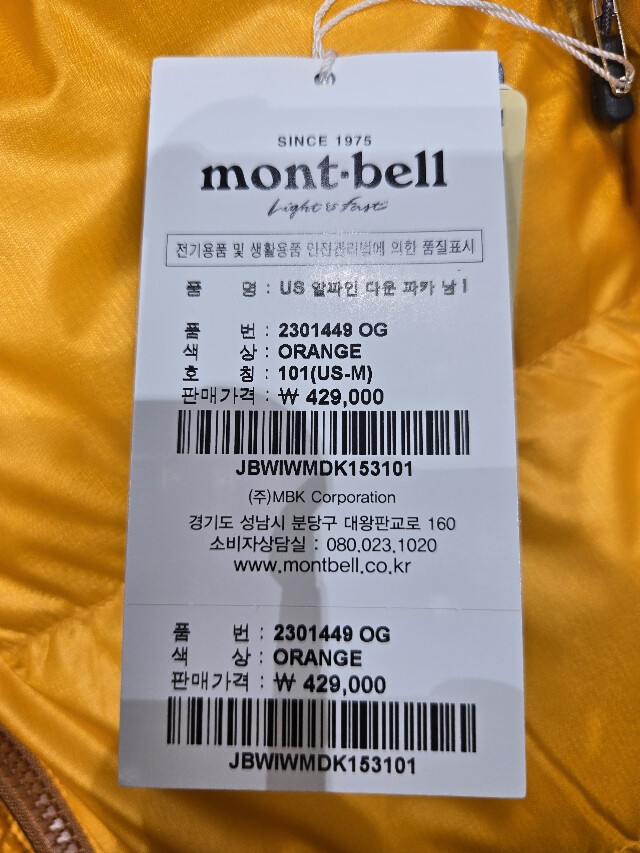 SINCE 1975
mont·bell
Light & Fast
전기용품 및 생활용품 안전관리법에 의한 품질표시
품 명 : US 알파인 다운 파카 남
품 번 : 2301449 OG
색 상 : ORANGE
호 칭 : 101(US-M)
판매가격 : ₩ 429,000
JBWIWMDK153101
(주)MBK Corporation
경기도 성남시 분당구 대왕판교로 160
소비자상담실 : 080.023.1020
www.montbell.co.kr
품 번 : 2301449 OG
색 상 : ORANGE
판매가격 : ₩ 429,000
JBWIWMDK153101